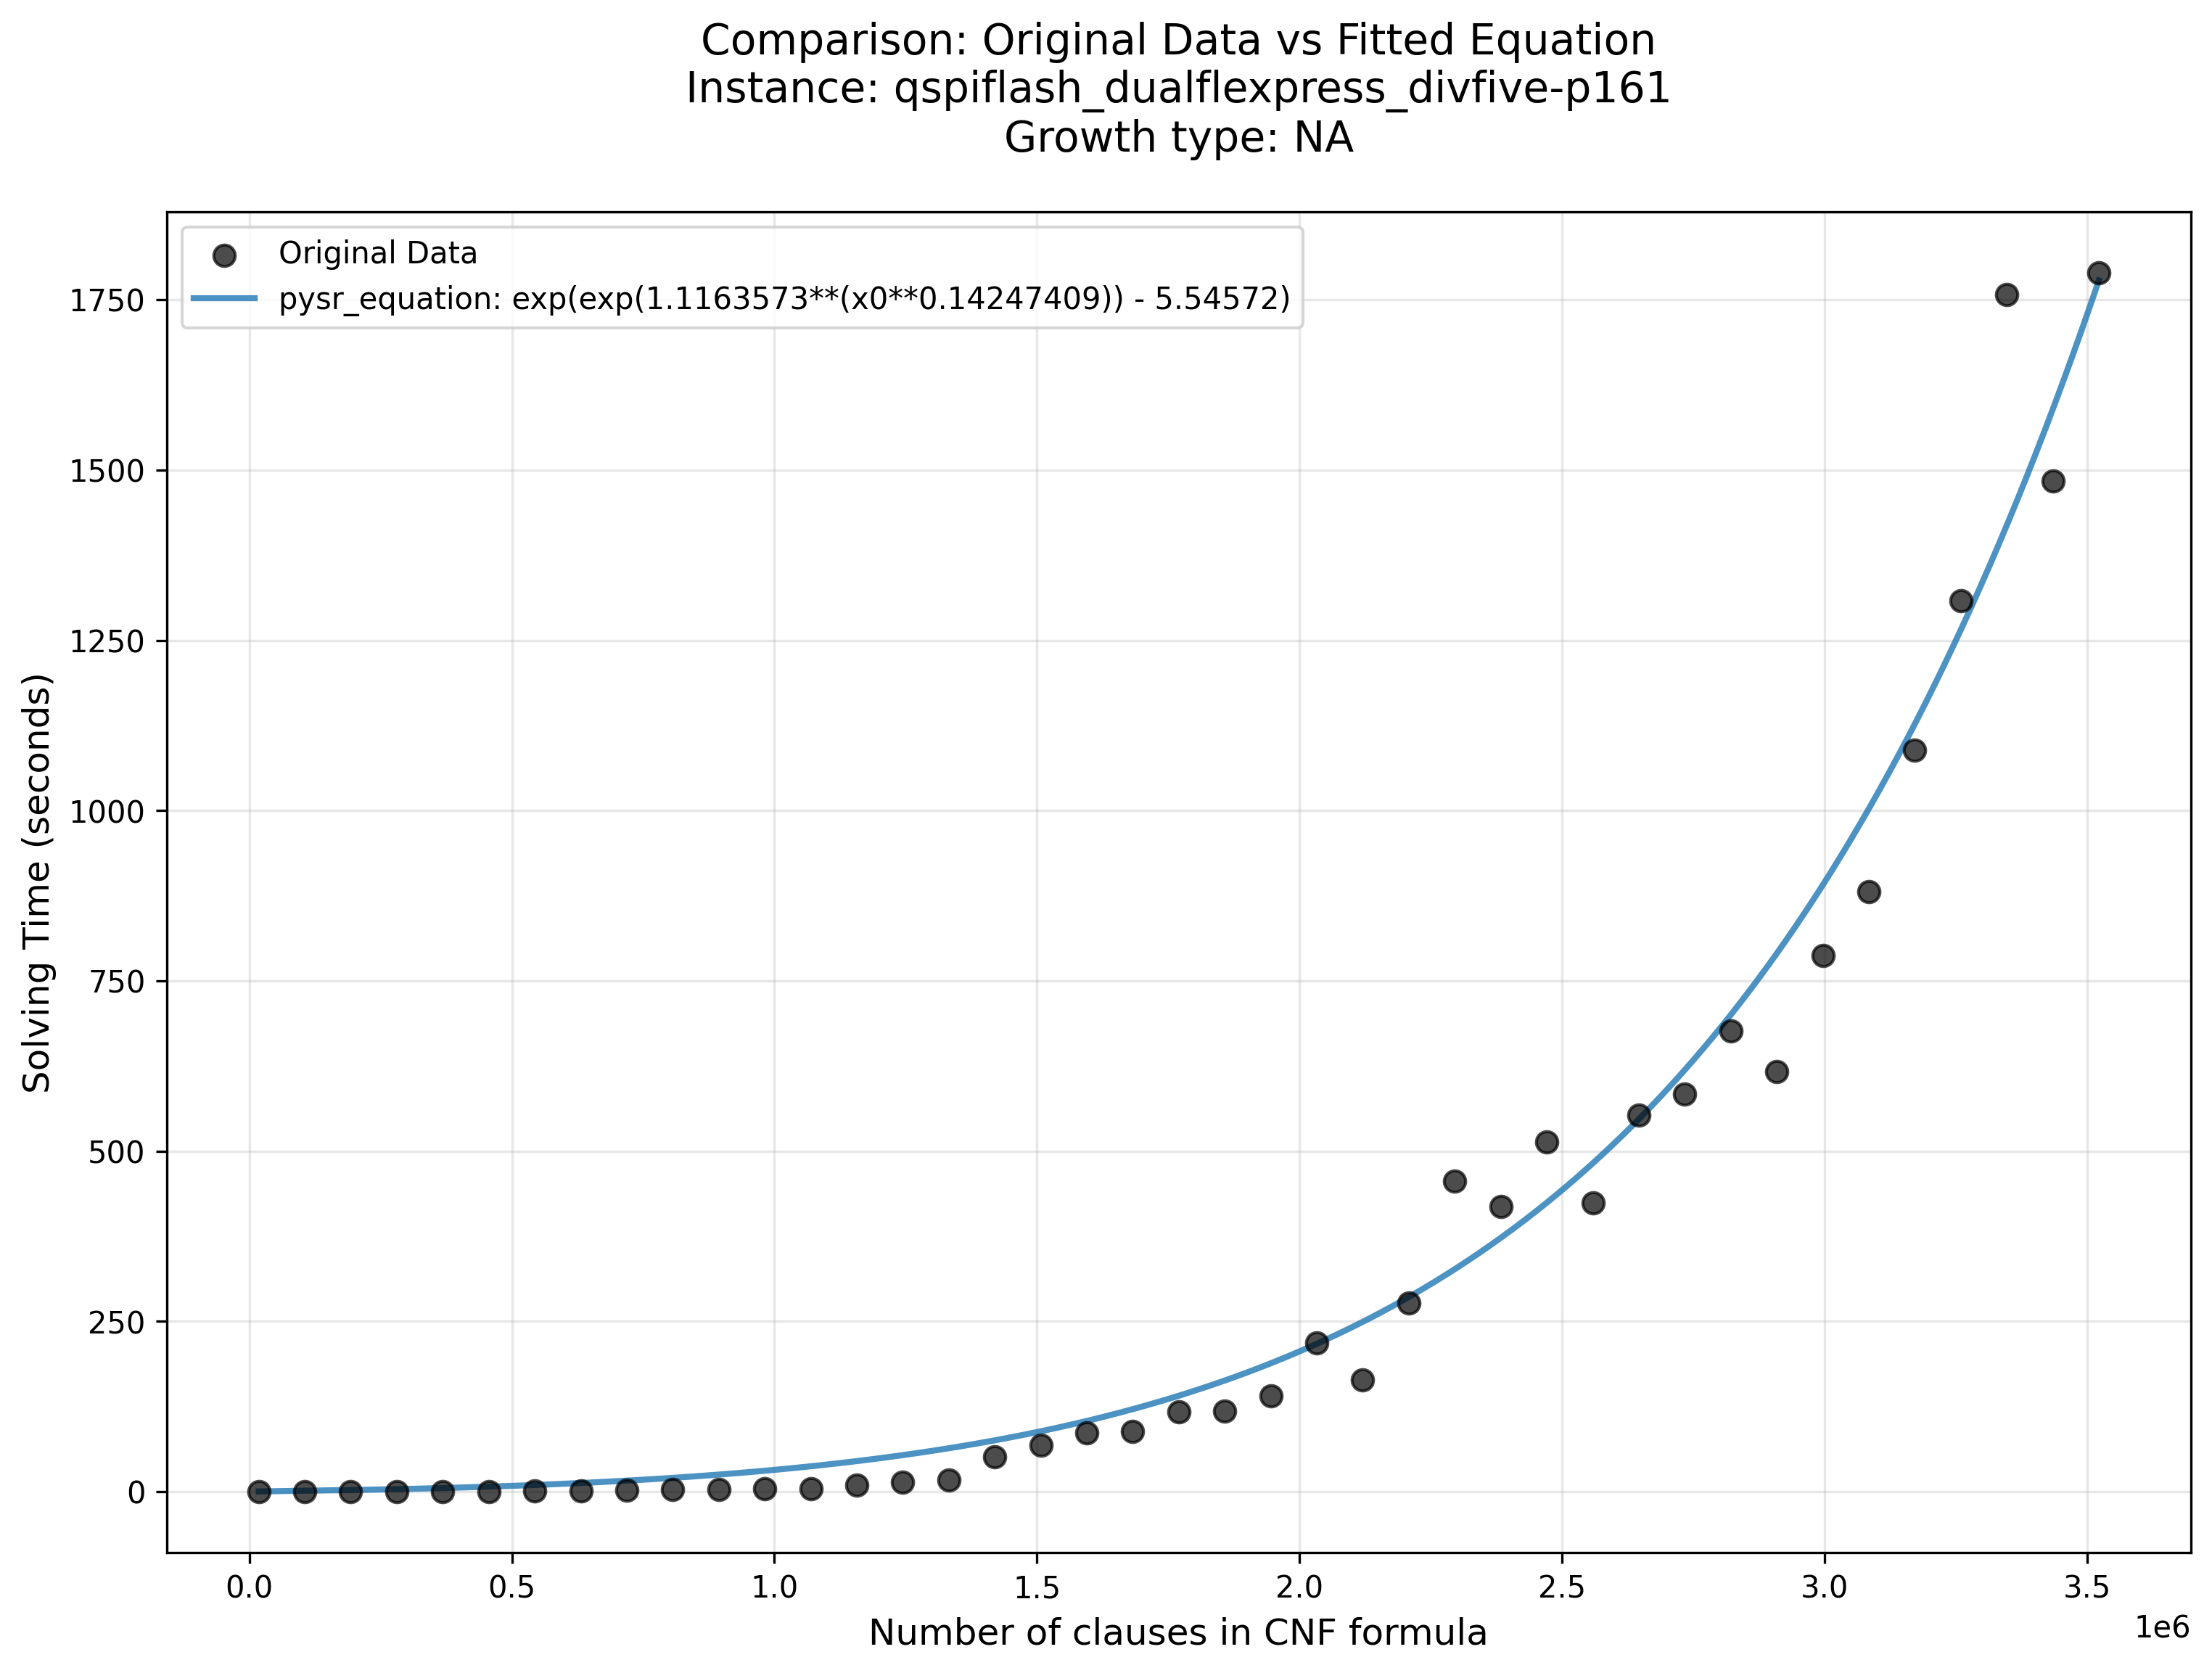 Comparison: Original Data vs Fitted Equation
Instance: qspiflash_dualflexpress_divfive-p161
Growth type: NA
Original Data
pysr_equation: exp(exp(1.1163573**(x0**0.14247409)) - 5.54572)
1750
1500
1250
1000
750
500
250
0
Solving Time (seconds)
0.0 0.5 1.0 1.5 2.0 2.5 3.0 3.5
1e6
Number of clauses in CNF formula